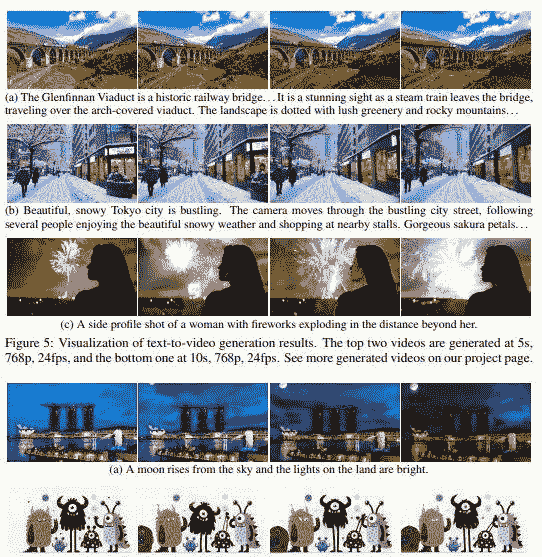 (a) The Glenfinnan Viaduct is a historic railway bridge...It is a stunning sight as a steam train leaves the bridge,
traveling over the arch-covered viaduct. The landscape is dotted with lush greenery and rocky mountains...
(b) Beautiful, snowy Tokyo city is bustling. The camera moves through the bustling city street, following
several people enjoying the beautiful snowy weather and shopping at nearby stalls. Gorgeous sakura petals...
(c) A side profile shot of a woman with fireworks exploding in the distance beyond her.
Figure 5: Visualization of text-to-video generation results. The top two videos are generated at 5s,
768p, 24fps, and the bottom one at 10s, 768p, 24fps. See more generated videos on our project page.
(a) A moon rises from the sky and the lights on the land are bright.